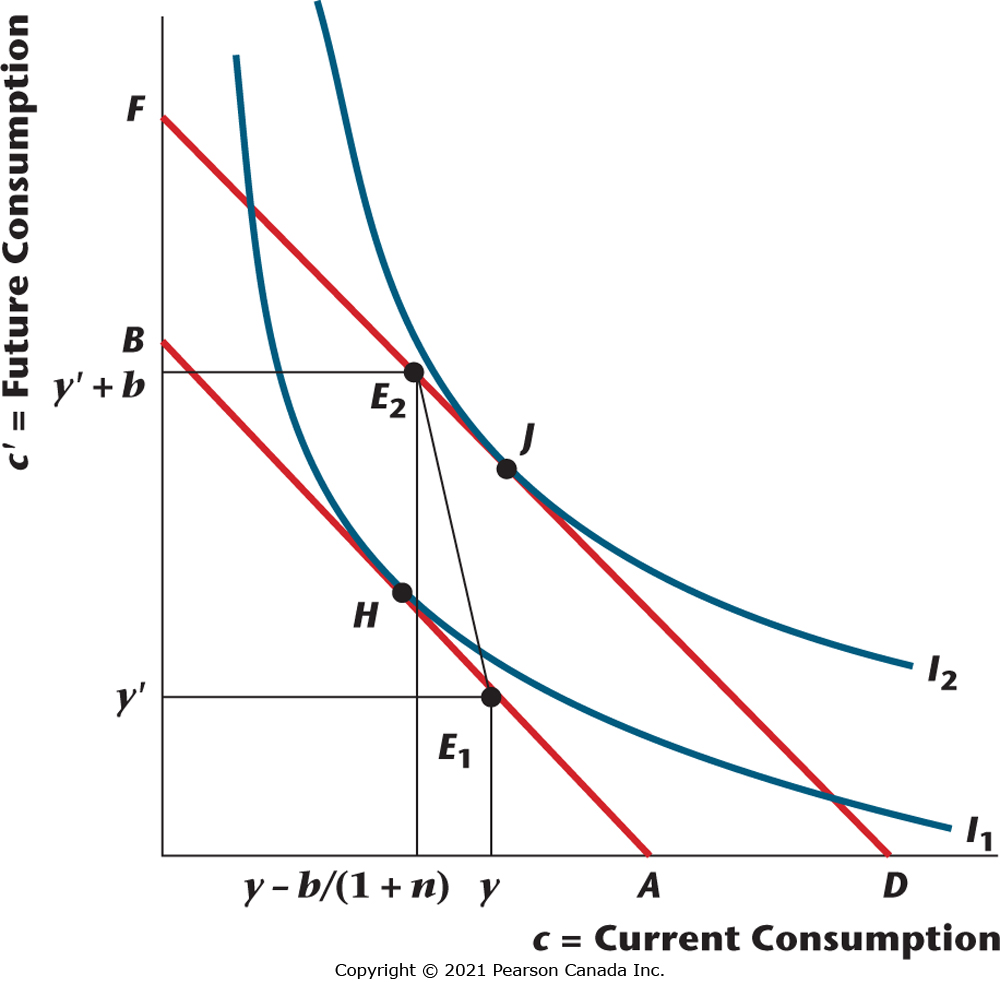 c' = Future Consumption
F
B
y' + b
E2
J
H
y'
E1
I2
I1
y – b/(1 + n)
y
A
D
c = Current Consumption
Copyright © 2021 Pearson Canada Inc.